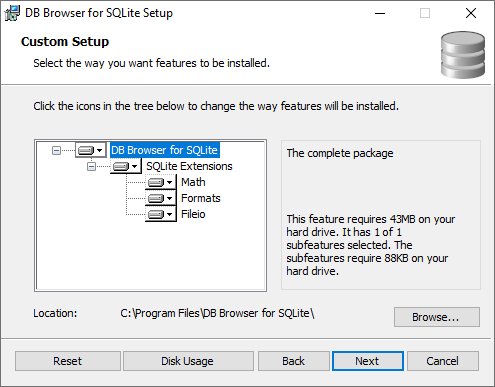 DB Browser for SQLite Setup
Custom Setup
Select the way you want features to be installed.
Click the icons in the tree below to change the way features will be installed.
DB Browser for SQLite
SQLite Extensions
Math
Formats
Fileio
The complete package
This feature requires 43MB on your
hard drive. It has 1 of 1
subfeatures selected. The
subfeatures require 88KB on your
hard drive.
Location: C:\Program Files\DB Browser for SQLite\
Browse...
Reset Disk Usage Back Next Cancel